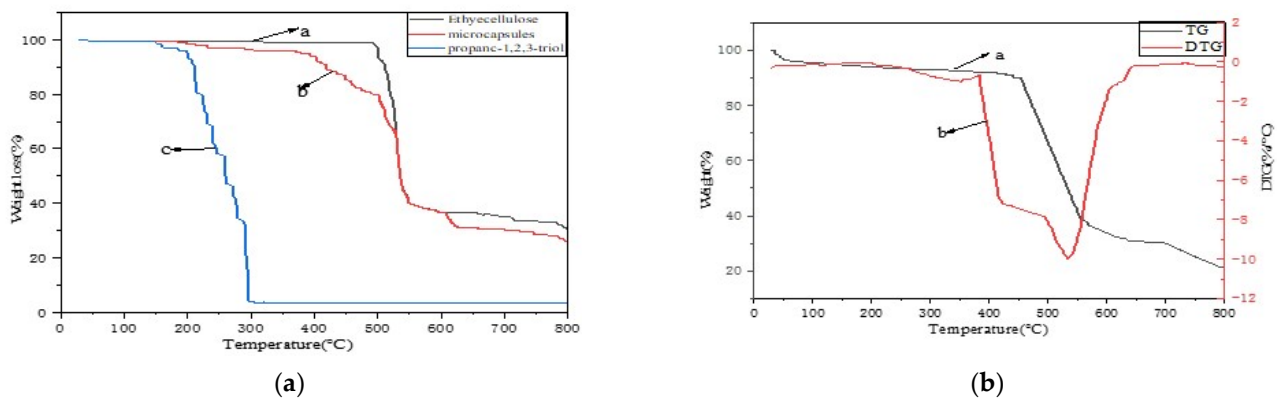 Ethyecellulose
microcapsules
propanc-1,2,3-triol
a
b
c
100
80
60
40
20
0
Waightloss(%)
0 100 200 300 400 500 600 700 800
Temperature(°C)
(a)
TG
DTG
a
b
100
80
60
40
20
Weight(%)
2
0
−2
−4
−6
−8
−10
−12
DTG(%/°C)
0 100 200 300 400 500 600 700 800
Temperature(°C)
(b)